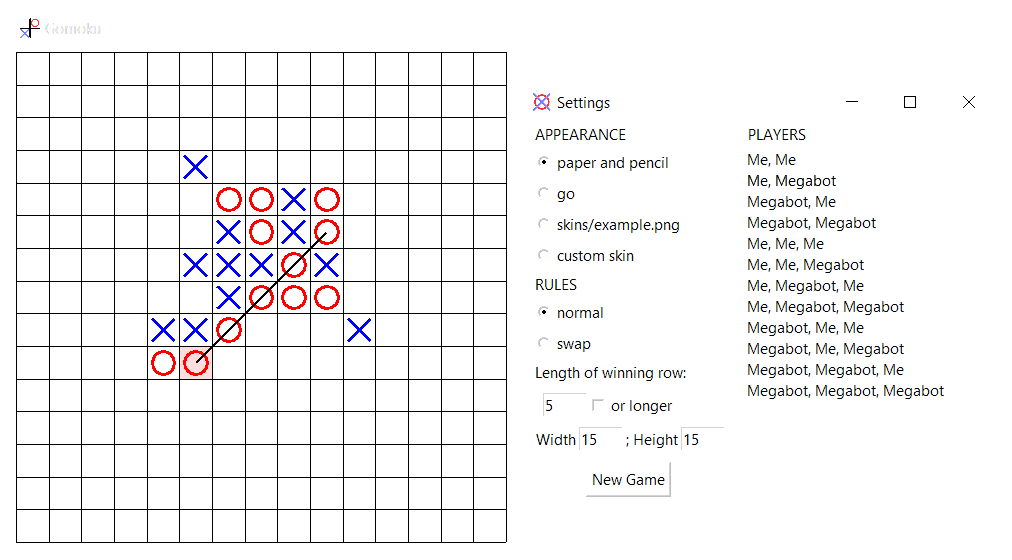 Gomoku
Settings
APPEARANCE
paper and pencil
go
skins/example.png
custom skin
RULES
normal
swap
Length of winning row:
5 or longer
Width 15 ; Height 15
New Game
PLAYERS
Me, Me
Me, Megabot
Megabot, Me
Megabot, Megabot
Me, Me, Me
Me, Me, Megabot
Me, Megabot, Me
Me, Megabot, Megabot
Megabot, Me, Me
Megabot, Me, Megabot
Megabot, Megabot, Me
Megabot, Megabot, Megabot